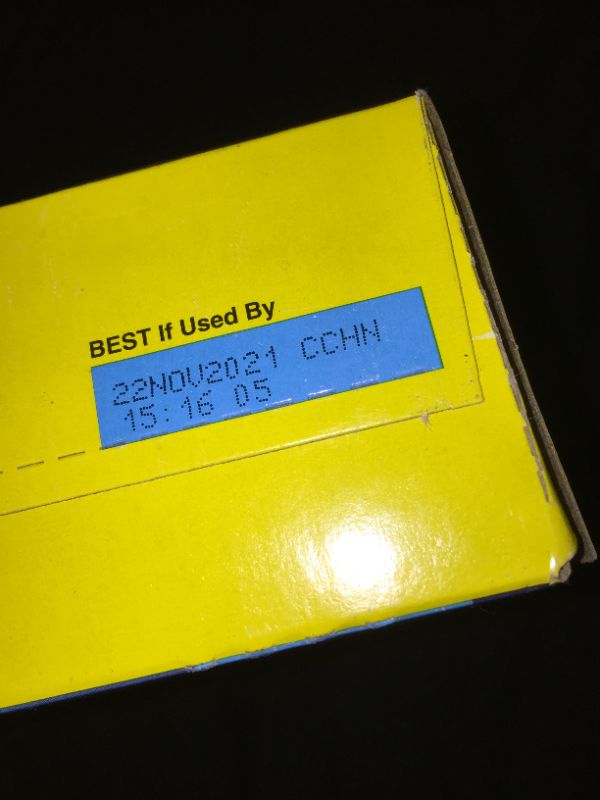 BEST If Used By
22NOV2021 CCHN
15:16 05